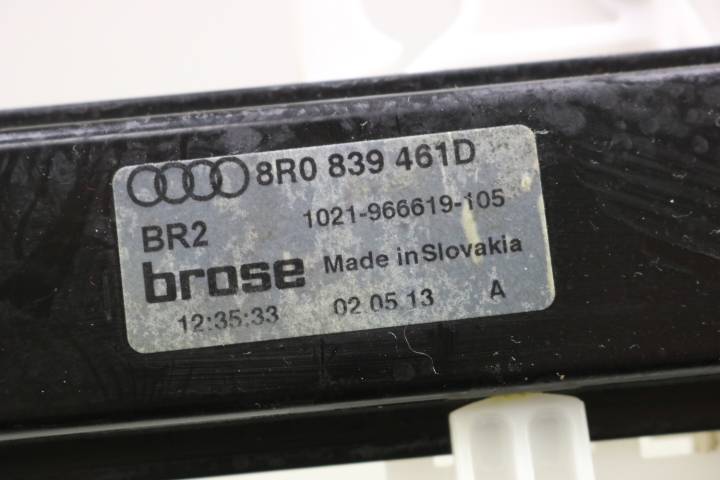 8R0 839 461D
BR2 1021-966619-105
brose Made in Slovakia
12:35:33 02.05.13 A